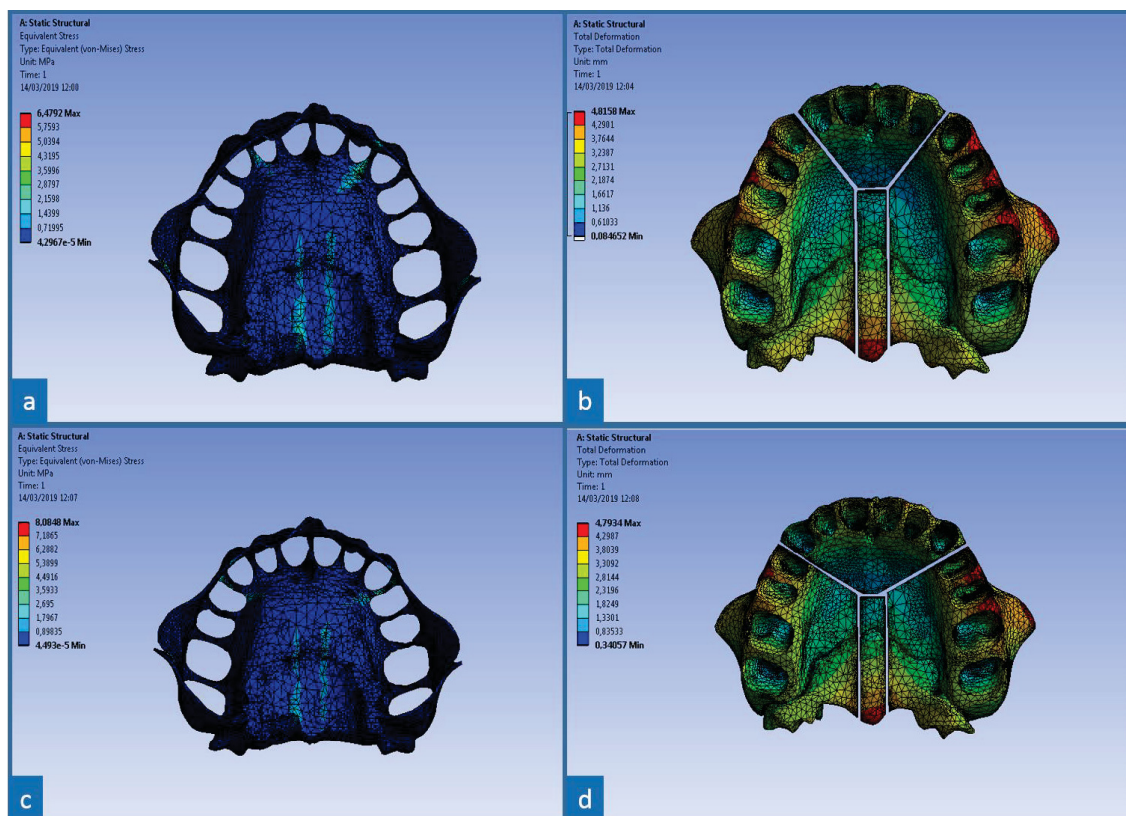 A: Static Structural
Equivalent Stress
Type: Equivalent (von-Mises) Stress
Unit: MPa
Time: 1
14/03/2019 12:00
6,4792 Max
5,7593
5,0394
4,3195
3,5996
2,8797
2,1598
1,4399
0,71995
4,2967e-5 Min
a
A: Static Structural
Total Deformation
Type: Total Deformation
Unit: mm
Time: 1
14/03/2019 12:04
4,8158 Max
4,2901
3,7644
3,2387
2,7131
2,1874
1,6617
1,136
0,61033
0,084652 Min
b
A: Static Structural
Equivalent Stress
Type: Equivalent (von-Mises) Stress
Unit: MPa
Time: 1
14/03/2019 12:07
8,0848 Max
7,1865
6,2882
5,3899
4,4916
3,5933
2,695
1,7967
0,89835
4,493e-5 Min
c
A: Static Structural
Total Deformation
Type: Total Deformation
Unit: mm
Time: 1
14/03/2019 12:08
4,7934 Max
4,2987
3,8039
3,3092
2,8144
2,3196
1,8249
1,3301
0,83533
0,34057 Min
d